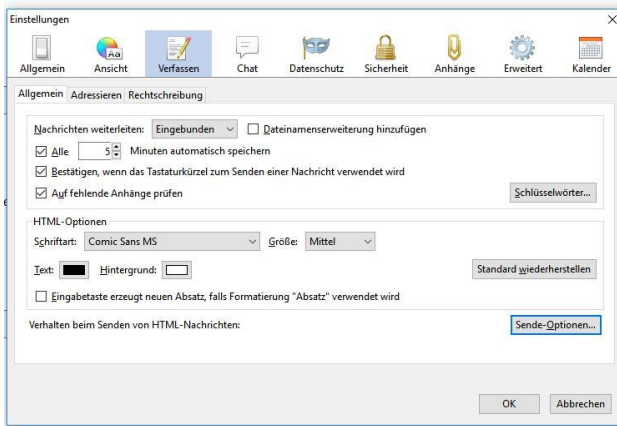 Einstellungen
Allgemein Ansicht Verfassen Chat Datenschutz Sicherheit Anhänge Erweitert Kalender
Allgemein Adressieren Rechtschreibung
Nachrichten weiterleiten: Eingebunden Dateinamenserweiterung hinzufügen
Alle 5 Minuten automatisch speichern
Bestätigen, wenn das Tastaturkürzel zum Senden einer Nachricht verwendet wird
Auf fehlende Anhänge prüfen Schlüsselwörter...
HTML-Optionen
Schriftart: Comic Sans MS Größe: Mittel
Text: Hintergrund: Standard wiederherstellen
Eingabetaste erzeugt neuen Absatz, falls Formatierung "Absatz" verwendet wird
Verhalten beim Senden von HTML-Nachrichten: Sende-Optionen...
OK Abbrechen